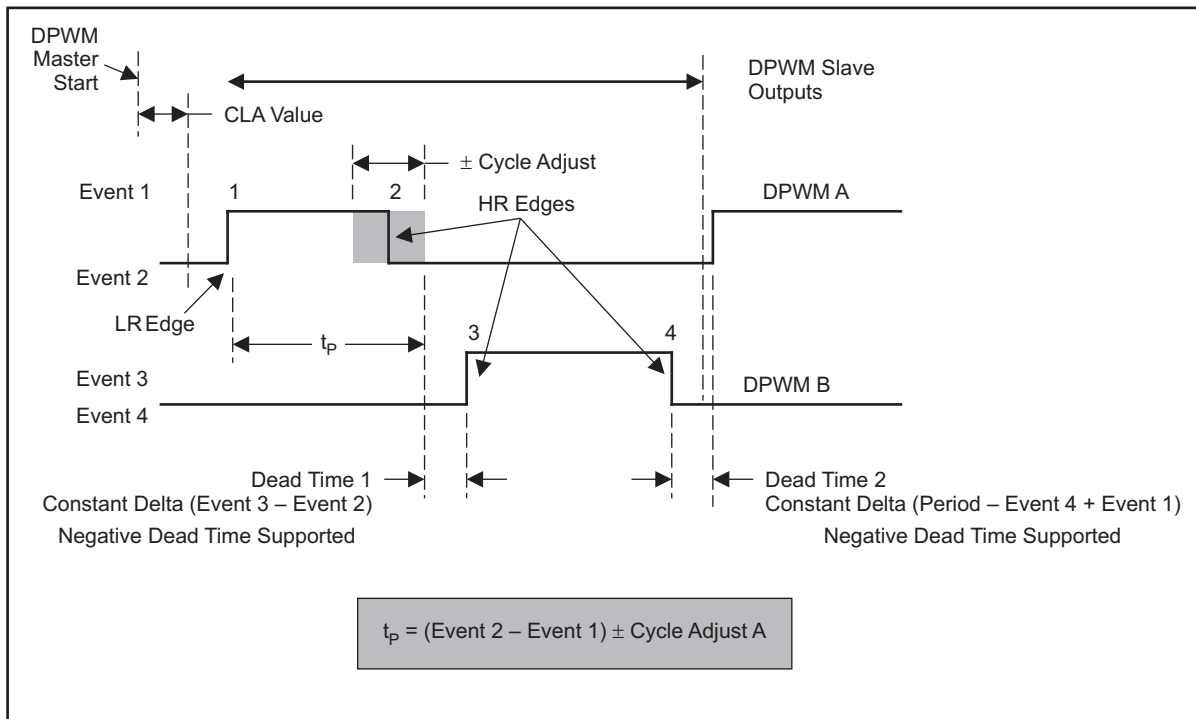 DPWM
Master
Start
DPWM Slave
Outputs
CLA Value
± Cycle Adjust
Event 1
1
2
HR Edges
DPWM A
Event 2
LR Edge
tP
3
4
Event 3
DPWM B
Event 4
Dead Time 1
Constant Delta (Event 3 – Event 2)
Negative Dead Time Supported
Dead Time 2
Constant Delta (Period – Event 4 + Event 1)
Negative Dead Time Supported
tP = (Event 2 – Event 1) ± Cycle Adjust A